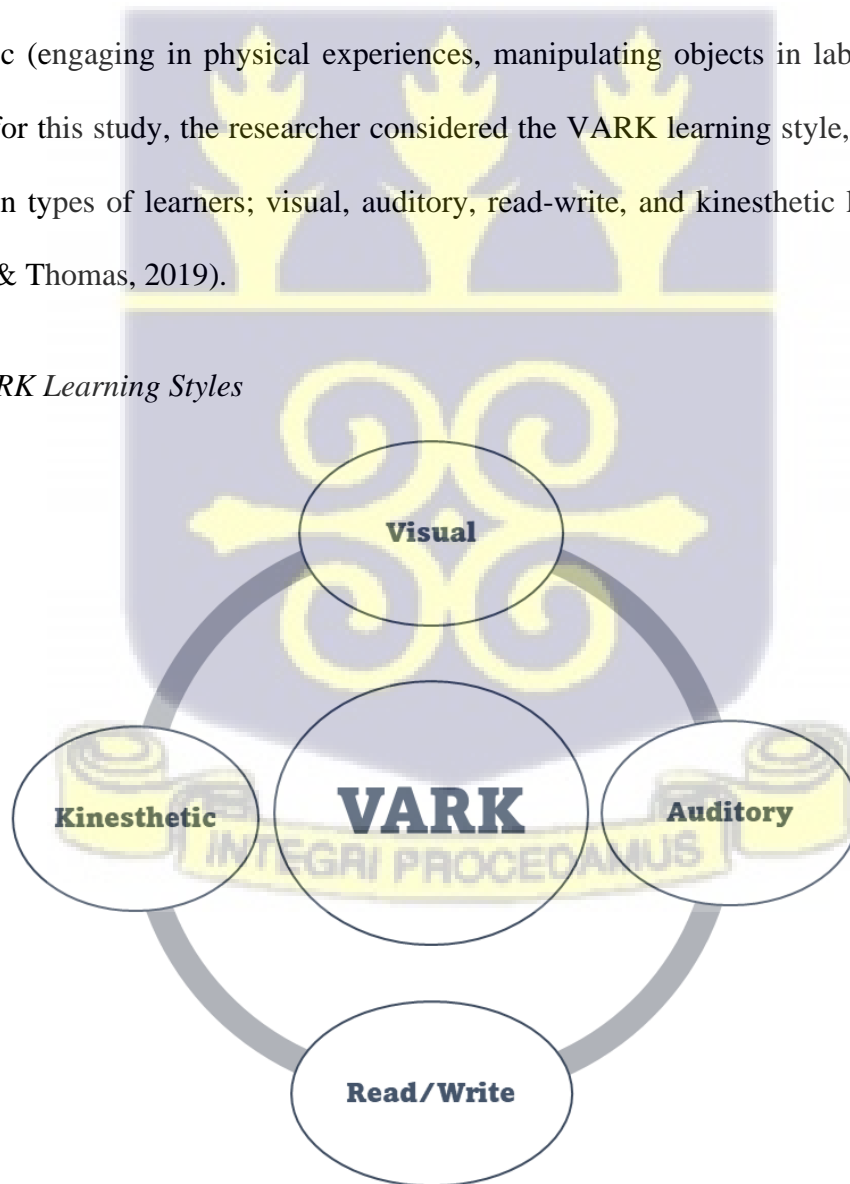 c (engaging in physical experiences, manipulating objects in lab
for this study, the researcher considered the VARK learning style,
n types of learners; visual, auditory, read-write, and kinesthetic l
& Thomas, 2019).
RK Learning Styles
Visual
Kinesthetic
VARK
Auditory
INTEGRI PROCEDAMUS
Read/Write